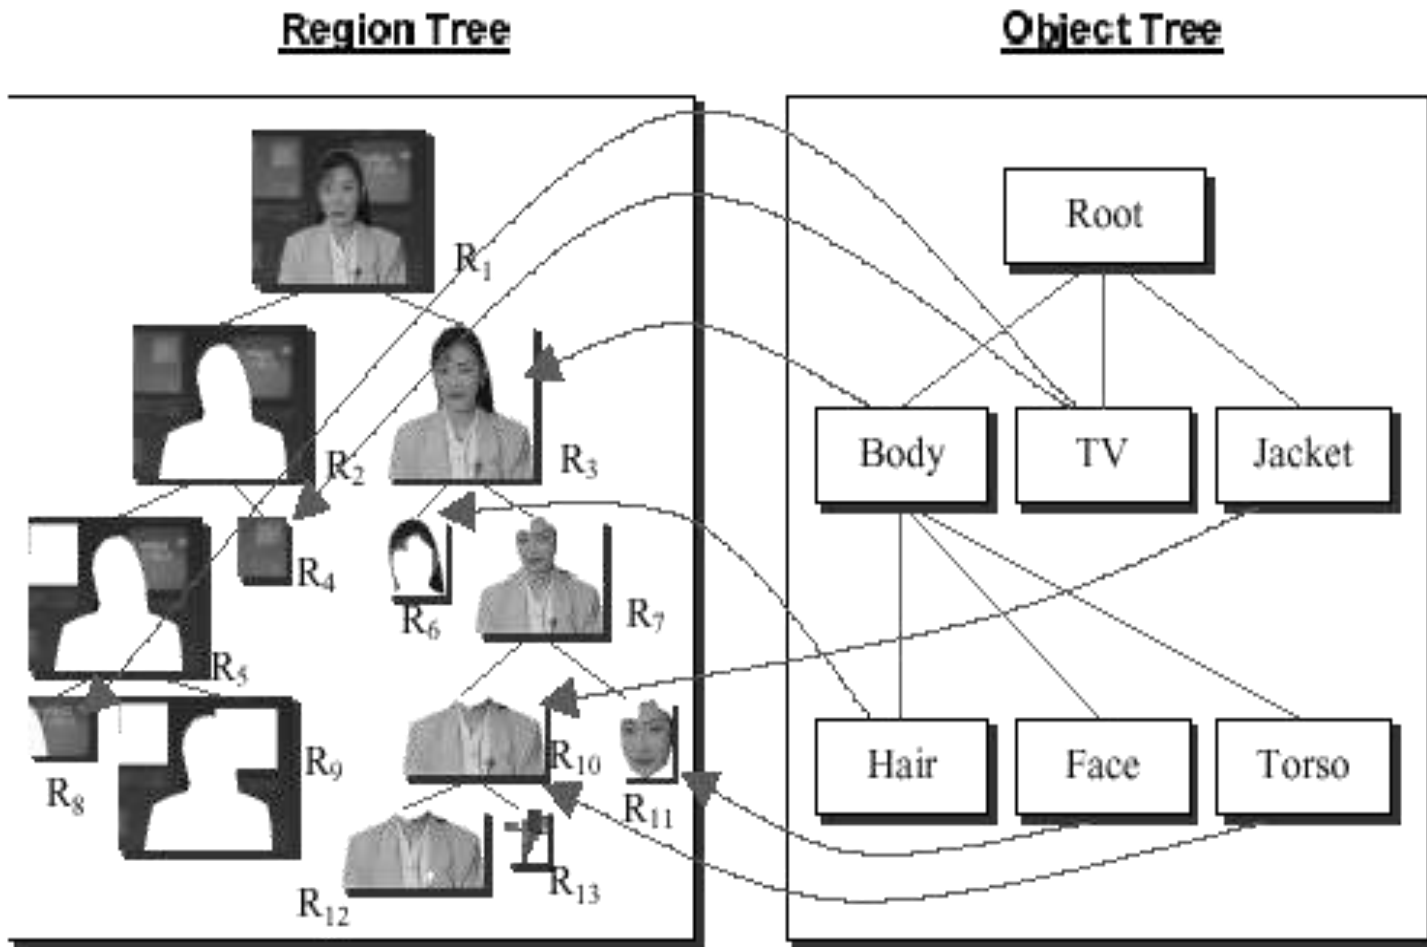 Region Tree
Object Tree
Root
R1
Body
TV
Jacket
R2
R3
R4
R5
R6
R7
Hair
Face
Torso
R8
R9
R10
R11
R12
R13